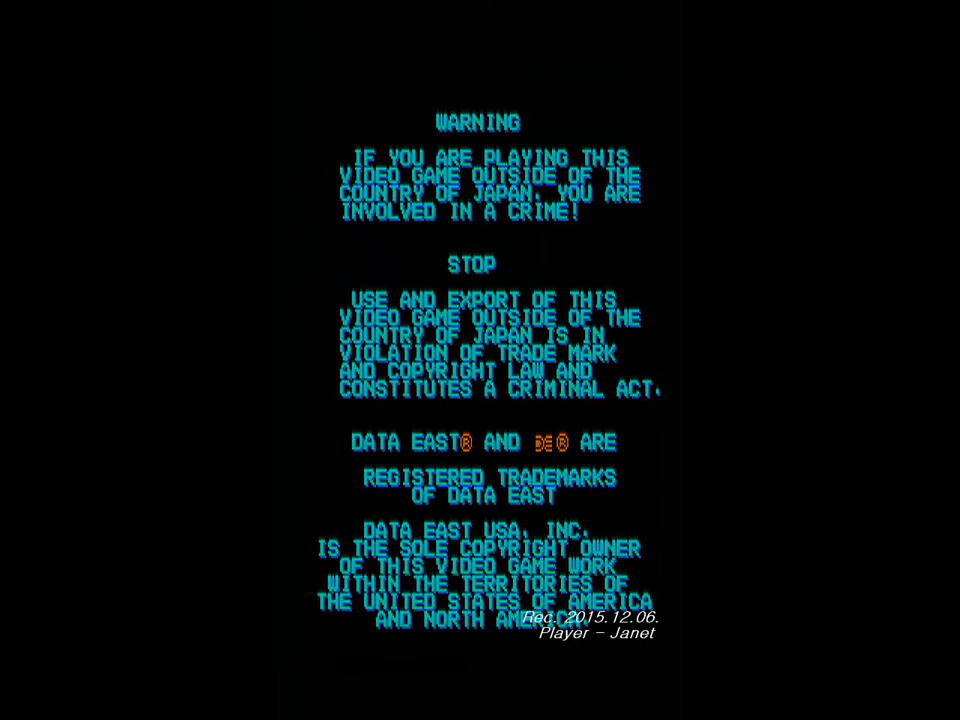 WARNING
IF YOU ARE PLAYING THIS
VIDEO GAME OUTSIDE OF THE
COUNTRY OF JAPAN, YOU ARE
INVOLVED IN A CRIME!
STOP
USE AND EXPORT OF THIS
VIDEO GAME OUTSIDE OF THE
COUNTRY OF JAPAN IS IN
VIOLATION OF TRADE MARK
AND COPYRIGHT LAW AND
CONSTITUTES A CRIMINAL ACT.
DATA EAST® AND DE® ARE
REGISTERED TRADEMARKS
OF DATA EAST
DATA EAST USA, INC.
IS THE SOLE COPYRIGHT OWNER
OF THIS VIDEO GAME WORK
WITHIN THE TERRITORIES OF
THE UNITED STATES OF AMERICA
AND NORTH AMERICA.
Rec. 2015.12.06.
Player - Janet